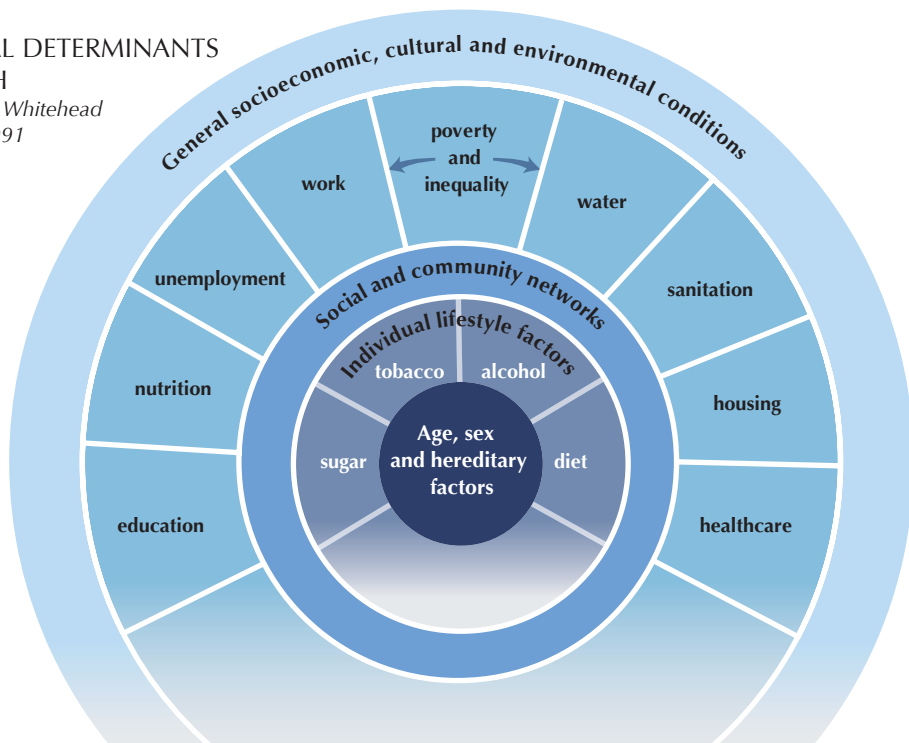 DETERMINANTS
Whitehead
General socioeconomic, cultural and environmental conditions
poverty
and
inequality
work
water
unemployment
sanitation
Social and community networks
Individual lifestyle factors
tobacco
alcohol
nutrition
housing
Age, sex
and hereditary
factors
sugar
diet
education
healthcare